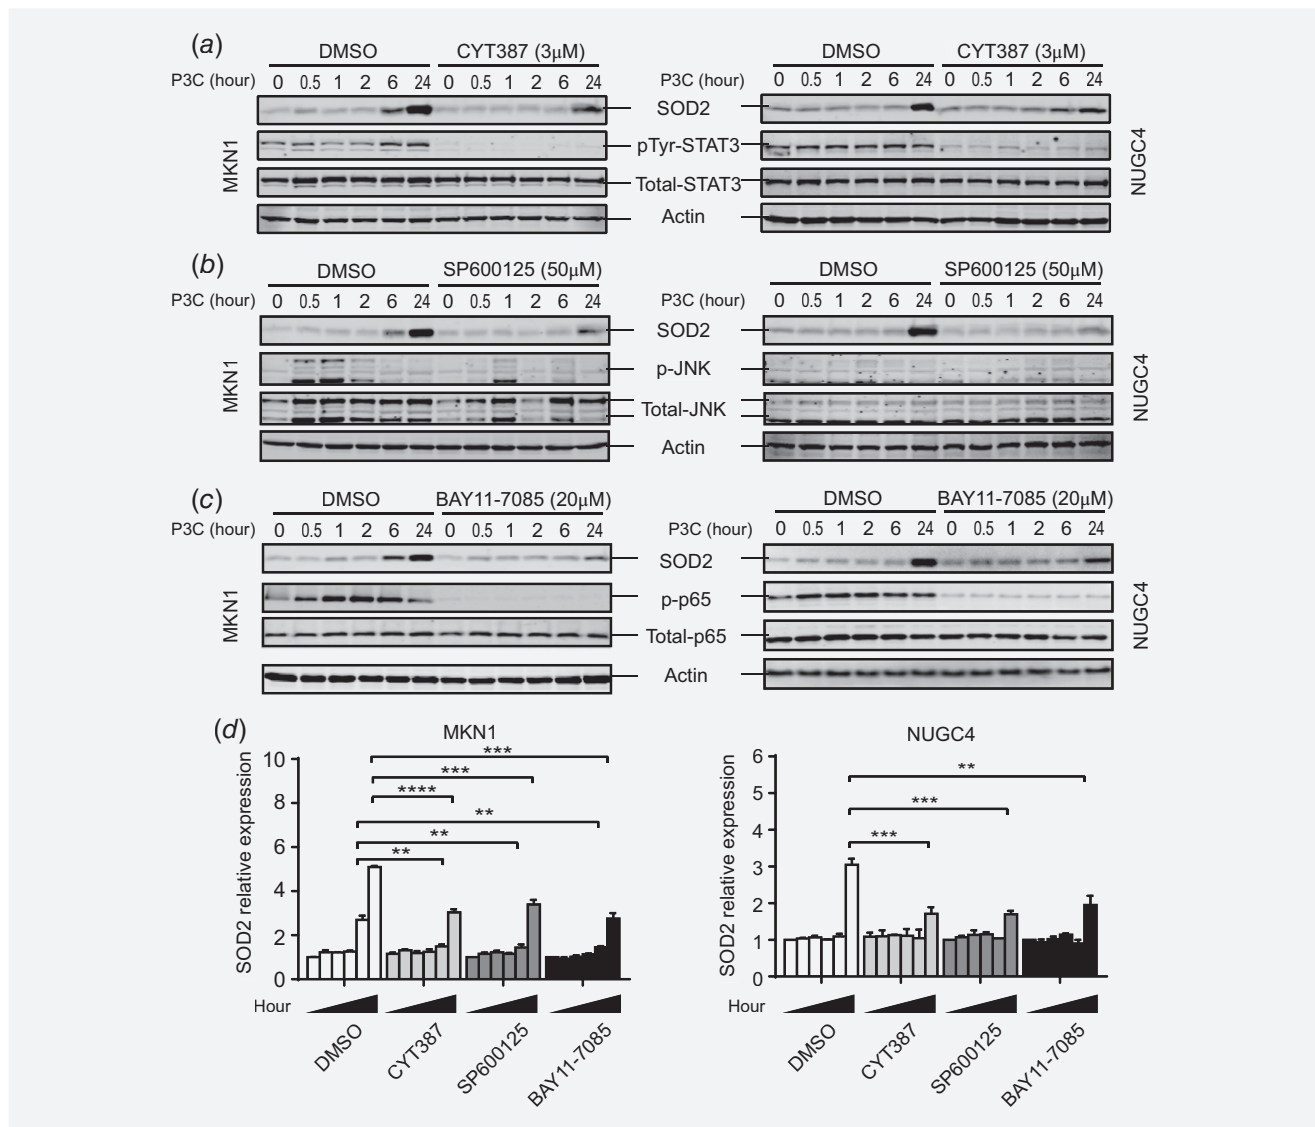 (a)
DMSO CYT387 (3μM) DMSO CYT387 (3μM)
P3C (hour) 0 0.5 1 2 6 24 0 0.5 1 2 6 24 P3C (hour) 0 0.5 1 2 6 24 0 0.5 1 2 6 24
MKN1
SOD2
pTyr-STAT3
Total-STAT3
Actin
NUGC4
(b)
DMSO SP600125 (50μM) DMSO SP600125 (50μM)
P3C (hour) 0 0.5 1 2 6 24 0 0.5 1 2 6 24 P3C (hour) 0 0.5 1 2 6 24 0 0.5 1 2 6 24
MKN1
SOD2
p-JNK
Total-JNK
Actin
NUGC4
(c)
DMSO BAY11-7085 (20μM) DMSO BAY11-7085 (20μM)
P3C (hour) 0 0.5 1 2 6 24 0 0.5 1 2 6 24 P3C (hour) 0 0.5 1 2 6 24 0 0.5 1 2 6 24
MKN1
SOD2
p-p65
Total-p65
Actin
NUGC4
(d)
MKN1
SOD2 relative expression
10
8
6
4
2
0
***
***
****
**
**
**
Hour
DMSO
CYT387
SP600125
BAY11-7085
NUGC4
SOD2 relative expression
6
5
4
3
2
1
0
**
***
***
Hour
DMSO
CYT387
SP600125
BAY11-7085